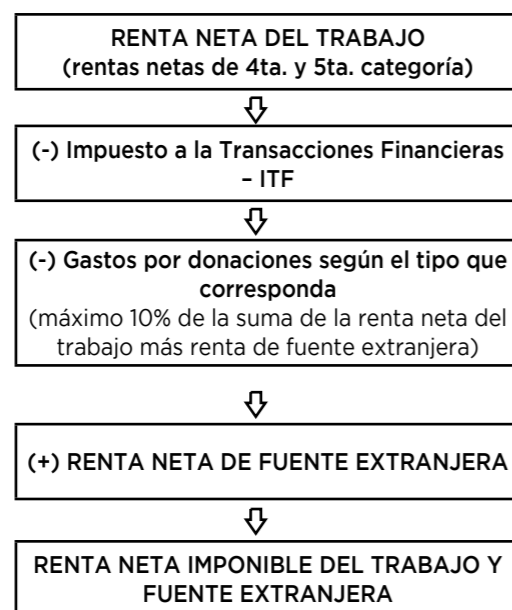 RENTA NETA DEL TRABAJO
(rentas netas de 4ta. y 5ta. categoría)
(-) Impuesto a la Transacciones Financieras
– ITF
(-) Gastos por donaciones según el tipo que
corresponda
(máximo 10% de la suma de la renta neta del
trabajo más renta de fuente extranjera)
(+) RENTA NETA DE FUENTE EXTRANJERA
RENTA NETA IMPONIBLE DEL TRABAJO Y
FUENTE EXTRANJERA